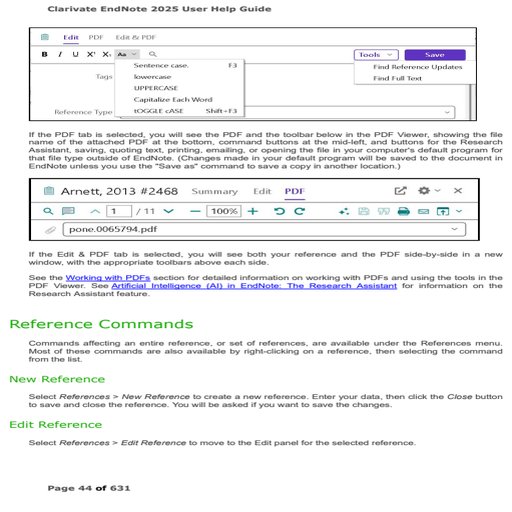 Clarivate EndNote 2025 User Help Guide
Edit PDF Edit & PDF
B I U X¹ X₁ Aa Tools Save
Sentence case. F3
Find Reference Updates
Tags lowercase
Find Full Text
UPPERCASE
Capitalize Each Word
Reference Type tOGGLE cASE Shift+F3
If the PDF tab is selected, you will see the PDF and the toolbar below in the PDF Viewer, showing the file
name of the attached PDF at the bottom, command buttons at the mid-left, and buttons for the Research
Assistant, saving, quoting text, printing, emailing, or opening the file in your computer's default program for
that file type outside of EndNote. (Changes made in your default program will be saved to the document in
EndNote unless you use the "Save as" command to save a copy in another location.)
Arnett, 2013 #2468 Summary Edit PDF
1 / 11 100%
pone.0065794.pdf
If the Edit & PDF tab is selected, you will see both your reference and the PDF side-by-side in a new
window, with the appropriate toolbars above each side.
See the Working with PDFs section for detailed information on working with PDFs and using the tools in the
PDF Viewer. See Artificial Intelligence (AI) in EndNote: The Research Assistant for information on the
Research Assistant feature.
Reference Commands
Commands affecting an entire reference, or set of references, are available under the References menu.
Most of these commands are also available by right-clicking on a reference, then selecting the command
from the list.
New Reference
Select References > New Reference to create a new reference. Enter your data, then click the Close button
to save and close the reference. You will be asked if you want to save the changes.
Edit Reference
Select References > Edit Reference to move to the Edit panel for the selected reference.
Page 44 of 631